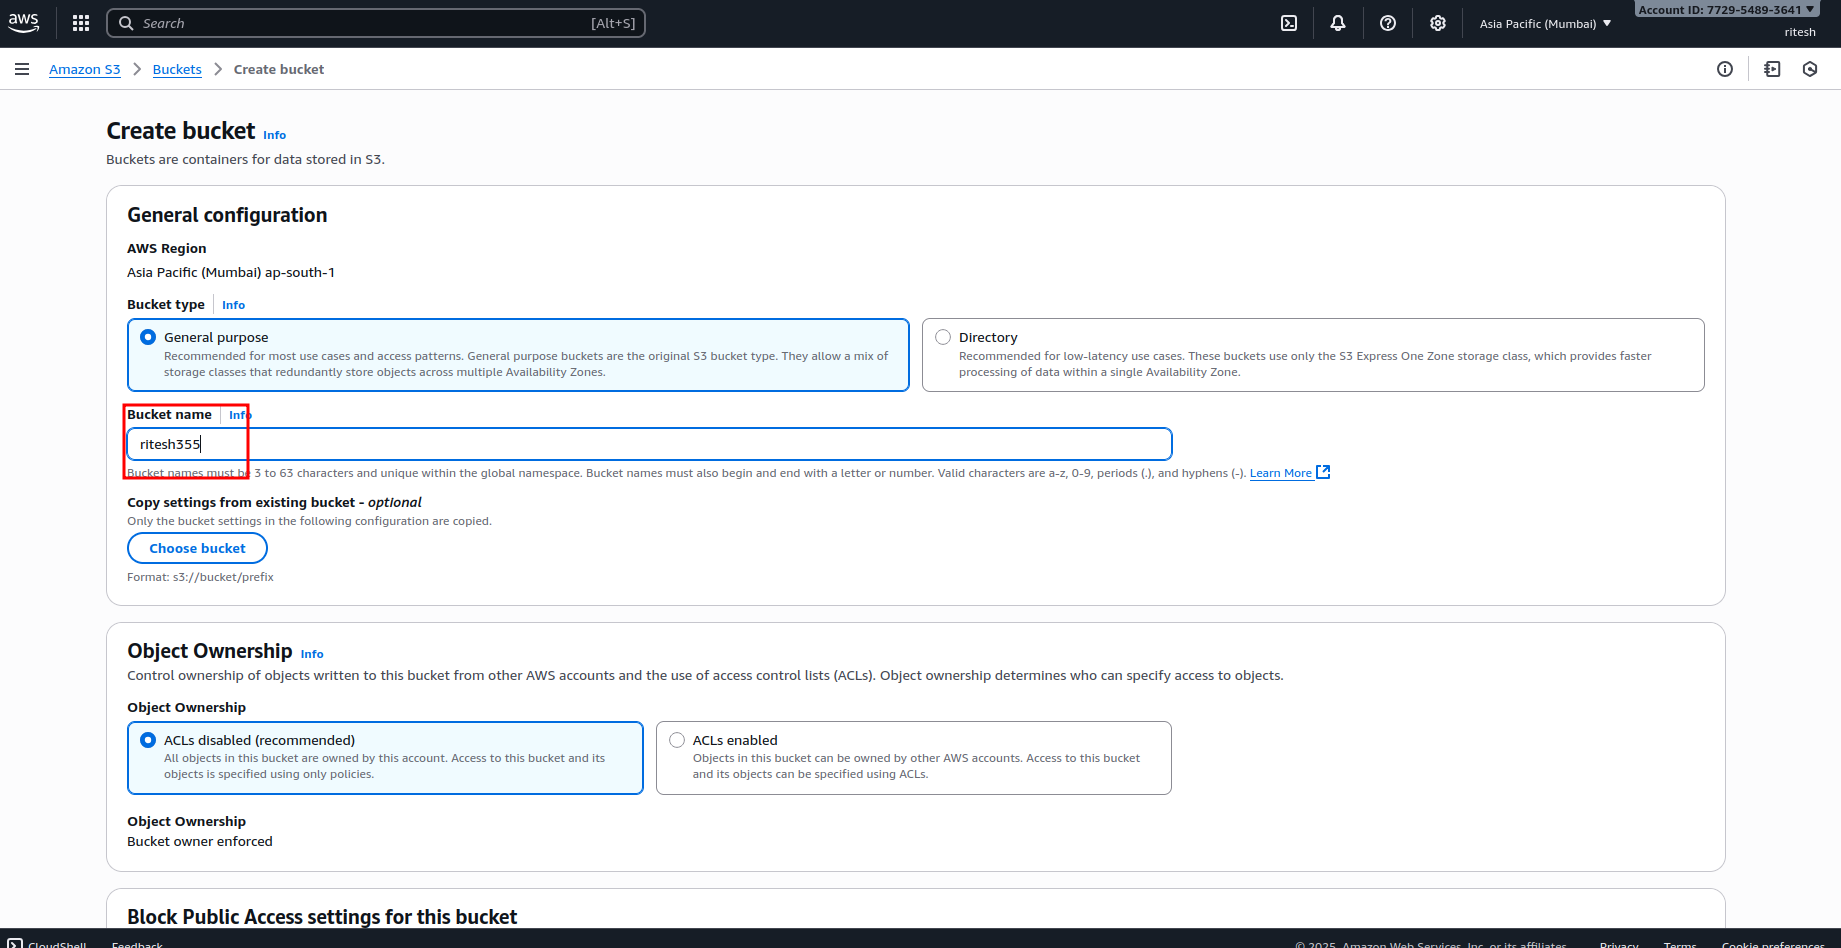 aws
Search [Alt+S]
Asia Pacific (Mumbai)
Account ID: 7729-5489-3641
ritesh
Amazon S3 > Buckets > Create bucket
Create bucket Info
Buckets are containers for data stored in S3.
General configuration
AWS Region
Asia Pacific (Mumbai) ap-south-1
Bucket type Info
General purpose
Recommended for most use cases and access patterns. General purpose buckets are the original S3 bucket type. They allow a mix of
storage classes that redundantly store objects across multiple Availability Zones.
Directory
Recommended for low-latency use cases. These buckets use only the S3 Express One Zone storage class, which provides faster
processing of data within a single Availability Zone.
Bucket name Info
ritesh355
Bucket names must be 3 to 63 characters and unique within the global namespace. Bucket names must also begin and end with a letter or number. Valid characters are a-z, 0-9, periods (.), and hyphens (-). Learn More
Copy settings from existing bucket - optional
Only the bucket settings in the following configuration are copied.
Choose bucket
Format: s3://bucket/prefix
Object Ownership Info
Control ownership of objects written to this bucket from other AWS accounts and the use of access control lists (ACLs). Object ownership determines who can specify access to objects.
Object Ownership
ACLs disabled (recommended)
All objects in this bucket are owned by this account. Access to this bucket and its
objects is specified using only policies.
ACLs enabled
Objects in this bucket can be owned by other AWS accounts. Access to this bucket
and its objects can be specified using ACLs.
Object Ownership
Bucket owner enforced
Block Public Access settings for this bucket
CloudShell Feedback © 2025, Amazon Web Services, Inc. or its affiliates. Privacy Terms Cookie preferences